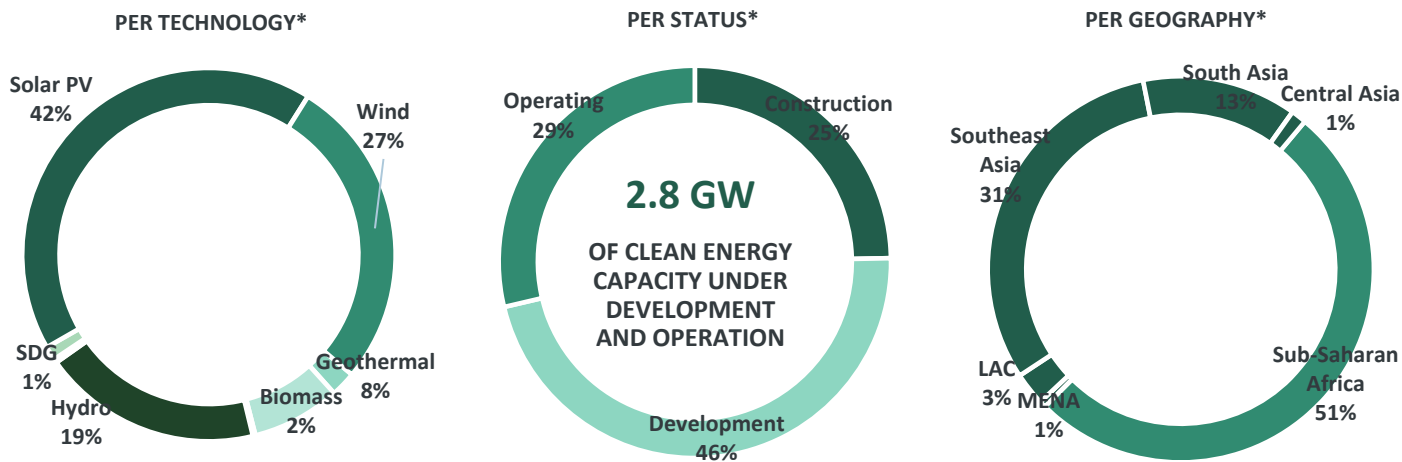 PER TECHNOLOGY*
Solar PV
42%
Wind
27%
Geothermal
8%
Biomass
2%
Hydro
19%
SDG
1%
PER STATUS*
Operating
29%
Construction
25%
2.8 GW
OF CLEAN ENERGY
CAPACITY UNDER
DEVELOPMENT
AND OPERATION
Development
46%
PER GEOGRAPHY*
South Asia
13%
Central Asia
1%
Southeast
Asia
31%
Sub-Saharan
Africa
51%
LAC
3%
MENA
1%